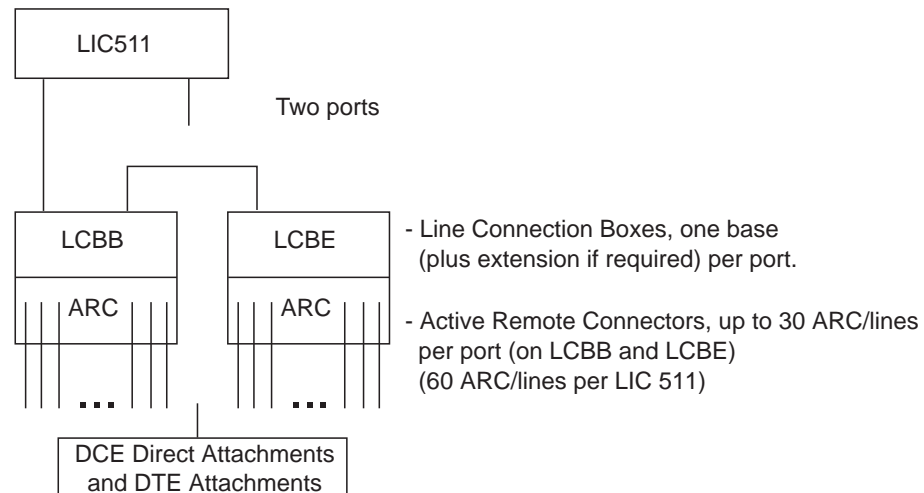 LIC511
Two ports
LCBB
LCBE
ARC
ARC
- Line Connection Boxes, one base
(plus extension if required) per port.
- Active Remote Connectors, up to 30 ARC/lines
per port (on LCBB and LCBE)
(60 ARC/lines per LIC 511)
...
...
DCE Direct Attachments
and DTE Attachments